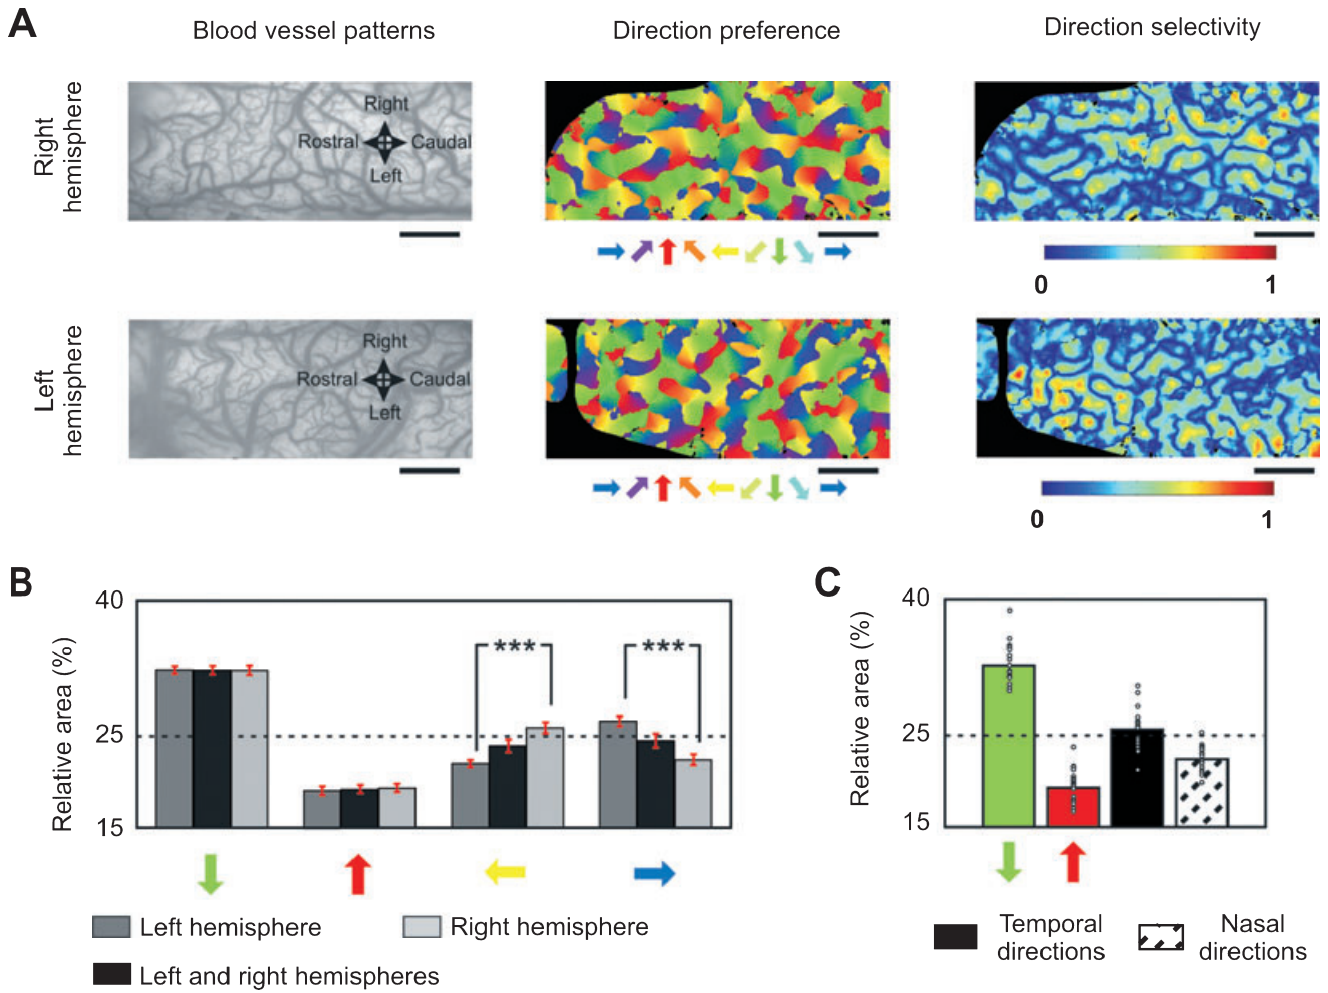 A
Blood vessel patterns
Direction preference
Direction selectivity
Right
hemisphere
Right
Rostral
Caudal
Left
0
1
Left
hemisphere
Right
Rostral
Caudal
Left
0
1
B
Relative area (%)
40
25
15
***
***
Left hemisphere
Right hemisphere
Left and right hemispheres
C
Relative area (%)
40
25
15
Temporal
directions
Nasal
directions